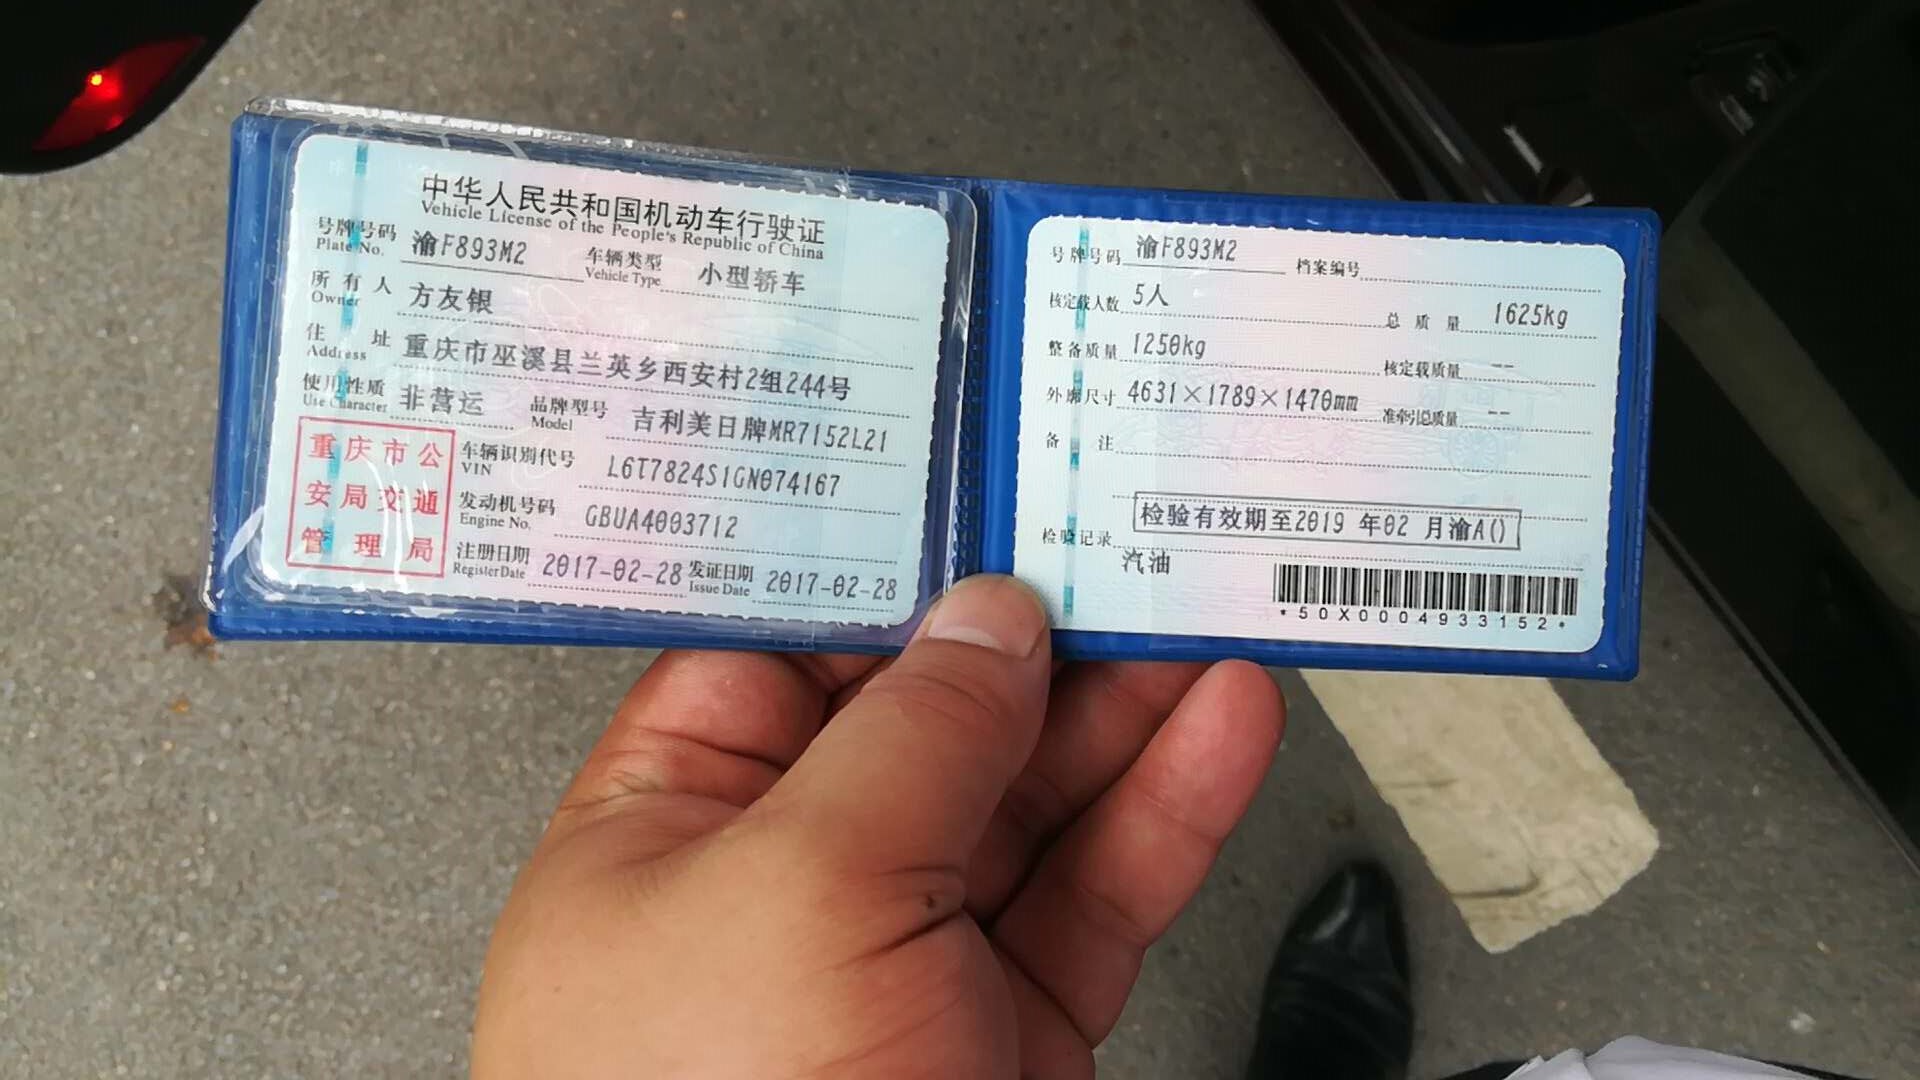 中华人民共和国机动车行驶证
Vehicle License of the People's Republic of China
号牌号码 渝F893M2 车辆类型 小型轿车
Plate No. Vehicle Type
所有人 方友银
Owner
住址 重庆市巫溪县兰英乡西安村2组244号
Address
使用性质 非营运 品牌型号 吉利美日牌MR7152L21
Use Character Model
重庆市公
安局交通
管理局
车辆识别代号 L6T7824S1GN074167
VIN
发动机号码 GBUA4003712
Engine No.
注册日期 2017-02-28 发证日期 2017-02-28
Register Date Issue Date
号牌号码 渝F893M2 档案编号
核定载人数 5人 总质量 1625kg
整备质量 1250kg 核定载质量 --
外廓尺寸 4631×1789×1470mm 准牵引总质量 --
备注
检验有效期至2019年02月渝A()
检验记录
汽油
*50X0004933152*